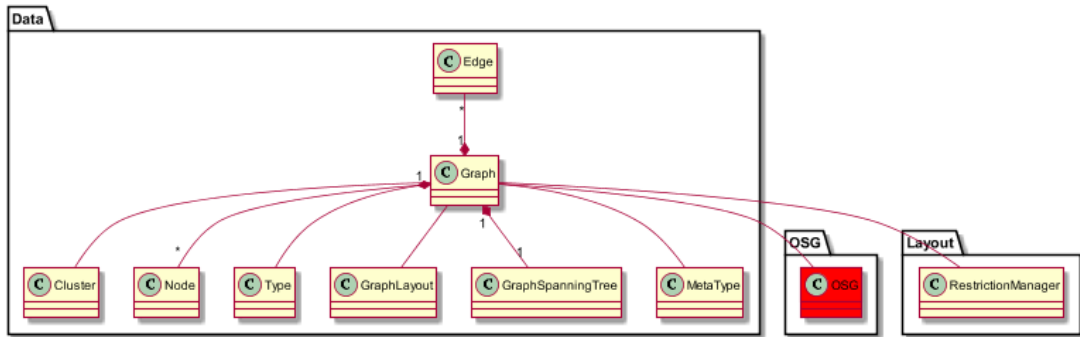 Data
C Edge
*
1
C Graph
1
1
*
1
C Cluster
C Node
C Type
C GraphLayout
C GraphSpanningTree
C MetaType
OSG
C OSG
Layout
C RestrictionManager